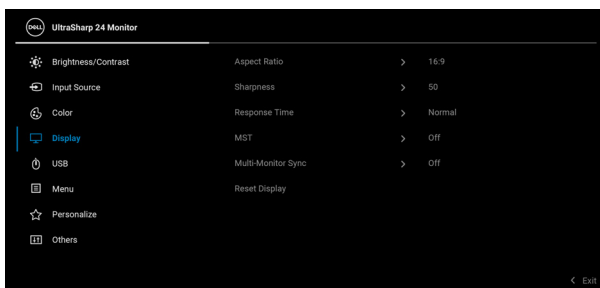 DELL UltraSharp 24 Monitor
Brightness/Contrast Aspect Ratio > 16:9
Input Source Sharpness > 50
Color Response Time > Normal
Display MST > Off
USB Multi-Monitor Sync > Off
Menu Reset Display
Personalize
Others
< Exit